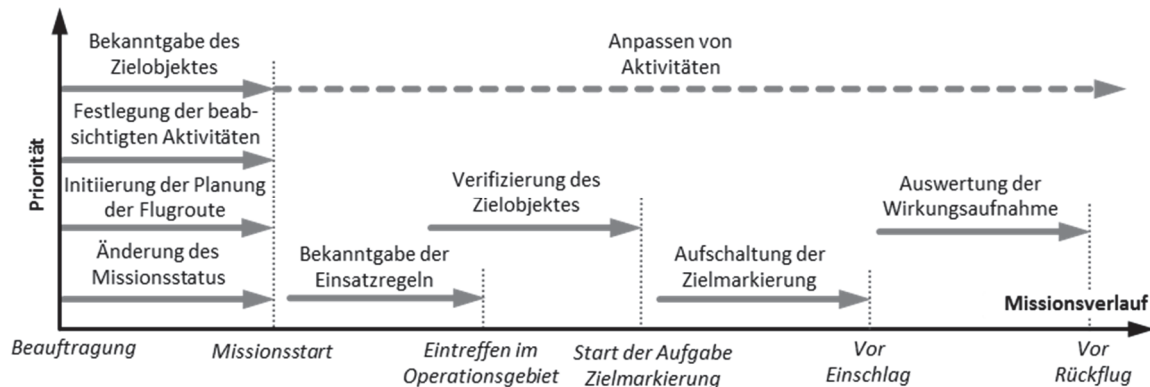 Bekanntgabe des
Zielobjektes
Anpassen von
Aktivitäten
Festlegung der beab-
sichtigten Aktivitäten
Initiierung der Planung
der Flugroute
Verifizierung des
Zielobjektes
Auswertung der
Wirkungsaufnahme
Änderung des
Missionsstatus
Bekanntgabe der
Einsatzregeln
Aufschaltung der
Zielmarkierung
Priorität
Missionsverlauf
Beauftragung
Missionsstart
Eintreffen im
Operationsgebiet
Start der Aufgabe
Zielmarkierung
Vor
Einschlag
Vor
Rückflug